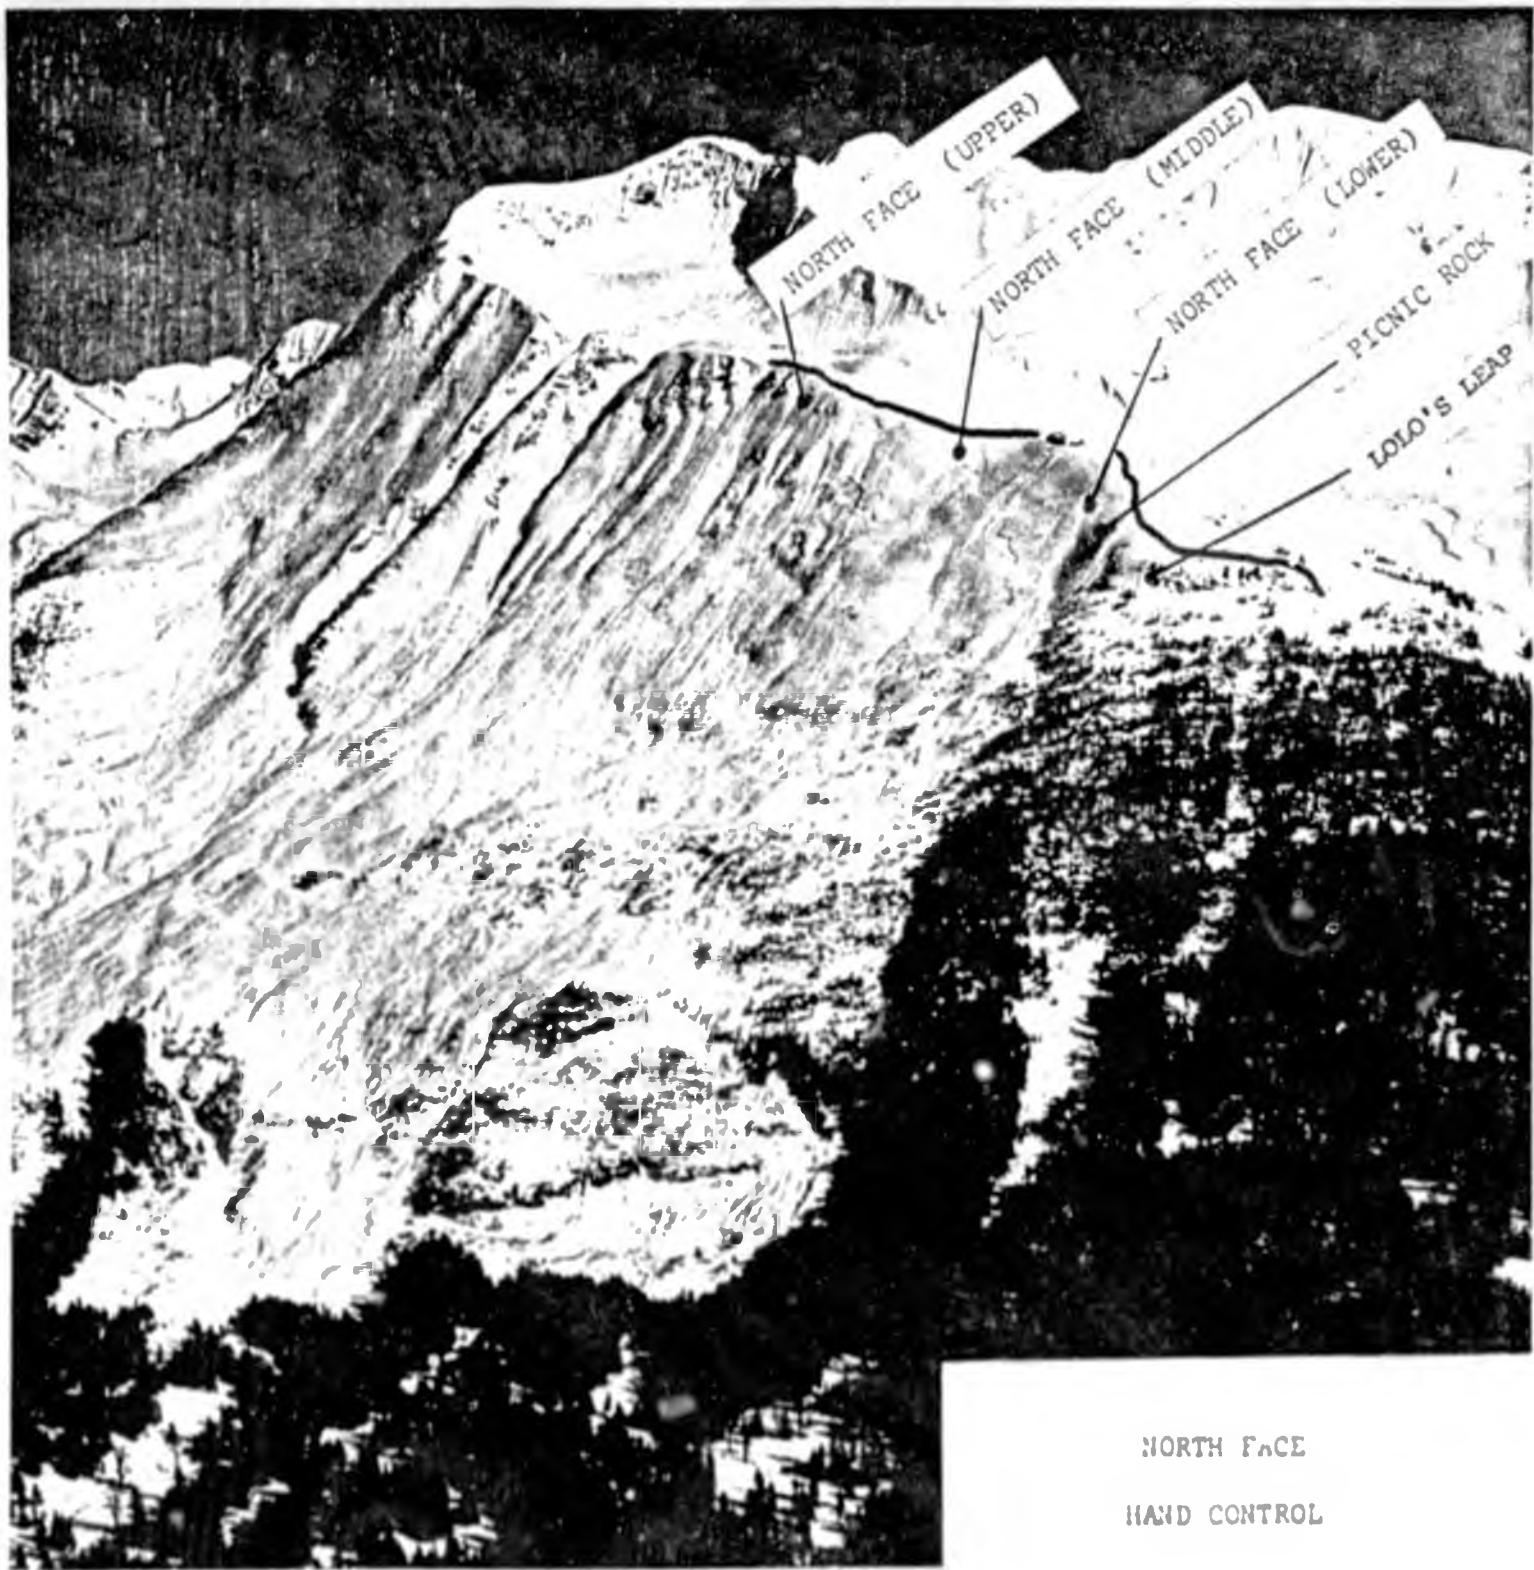 NORTH FACE (UPPER)
NORTH FACE (MIDDLE)
NORTH FACE (LOWER)
PICNIC ROCK
LOLO'S LEAP
NORTH FACE
HAND CONTROL